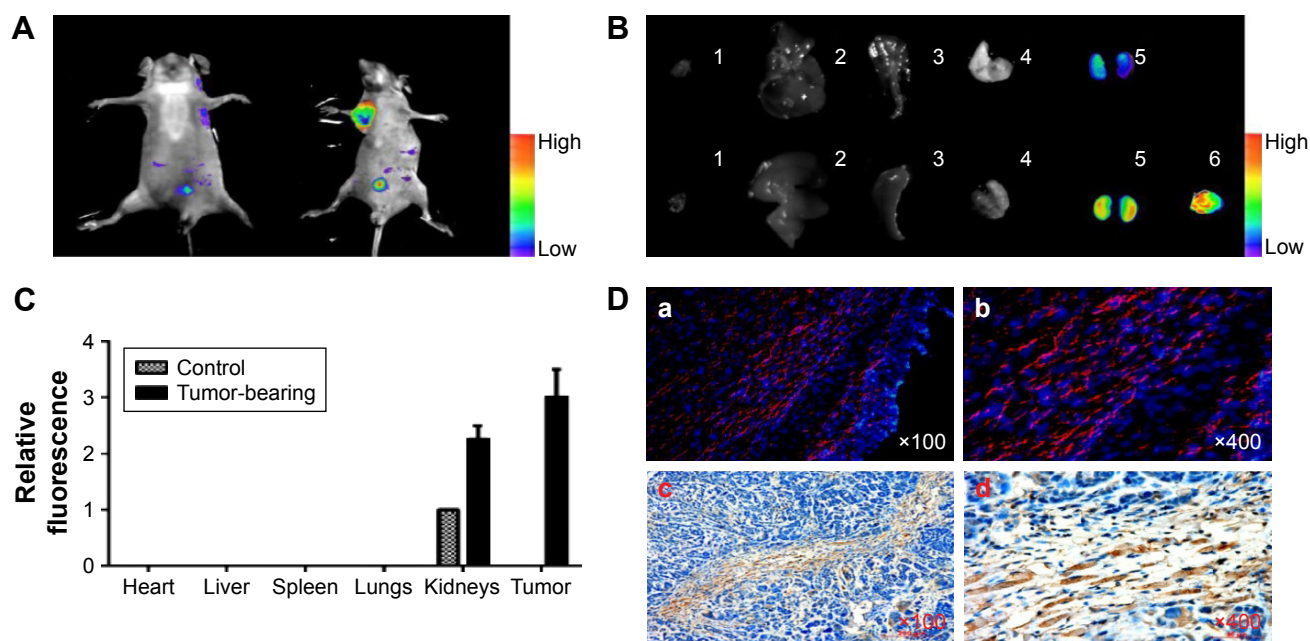 A
High
Low
B
1
2
3
4
5
1
2
3
4
5
6
High
Low
C
Relative
fluorescence
4
3
2
1
0
Control
Tumor-bearing
Heart Liver Spleen Lungs Kidneys Tumor
D
a
×100
b
×400
c
×100
d
×400